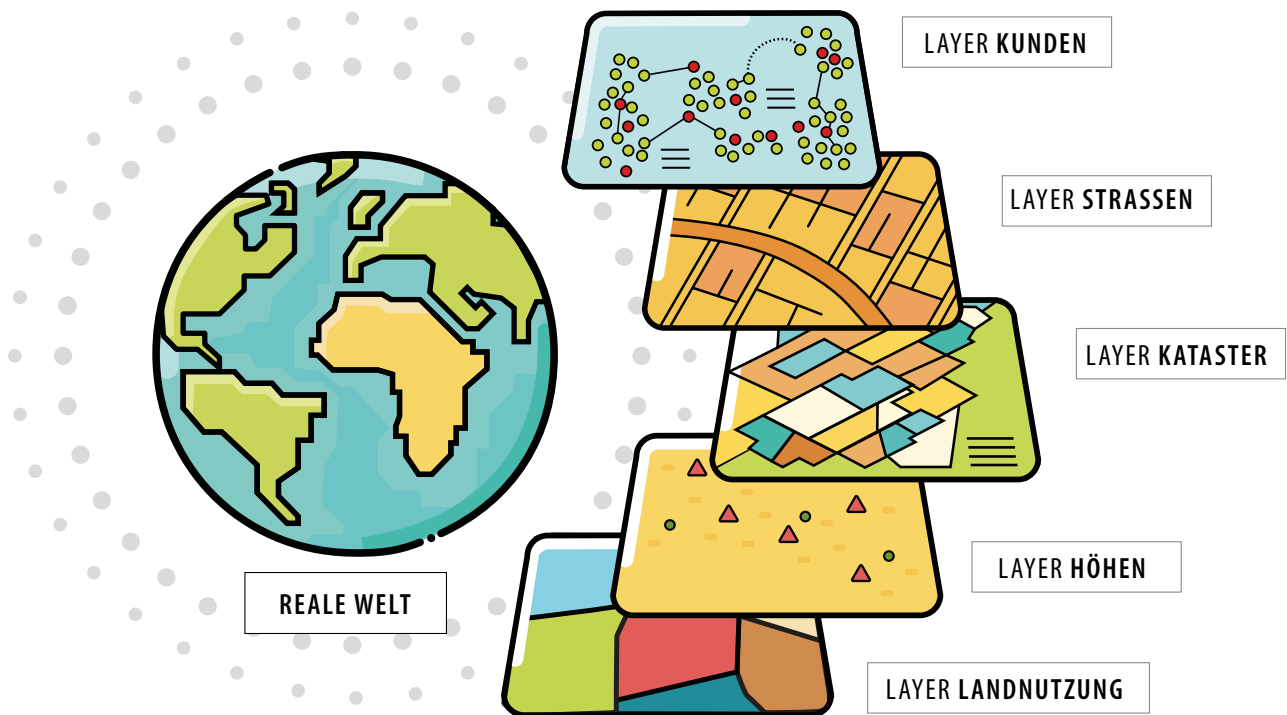 LAYER KUNDEN
LAYER STRASSEN
LAYER KATASTER
LAYER HÖHEN
REALE WELT
LAYER LANDNUTZUNG